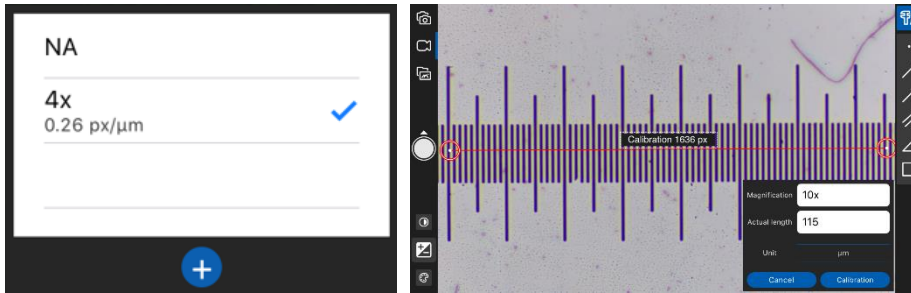 NA
4x
0.26 px/µm
Calibration 1636 px
Magnification 10x
Actual length 115
Unit µm
Cancel Calibration